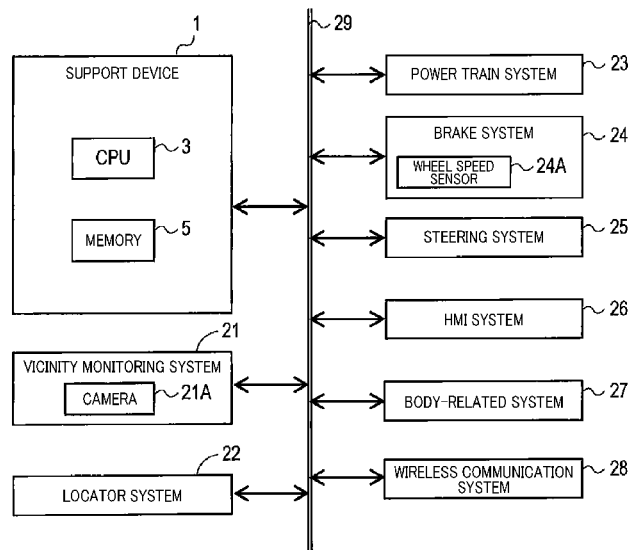 1
SUPPORT DEVICE
CPU
3
MEMORY
5
21
VICINITY MONITORING SYSTEM
CAMERA
21A
22
LOCATOR SYSTEM
29
POWER TRAIN SYSTEM
23
BRAKE SYSTEM
24
WHEEL SPEED
SENSOR
24A
STEERING SYSTEM
25
HMI SYSTEM
26
BODY-RELATED SYSTEM
27
WIRELESS COMMUNICATION
SYSTEM
28